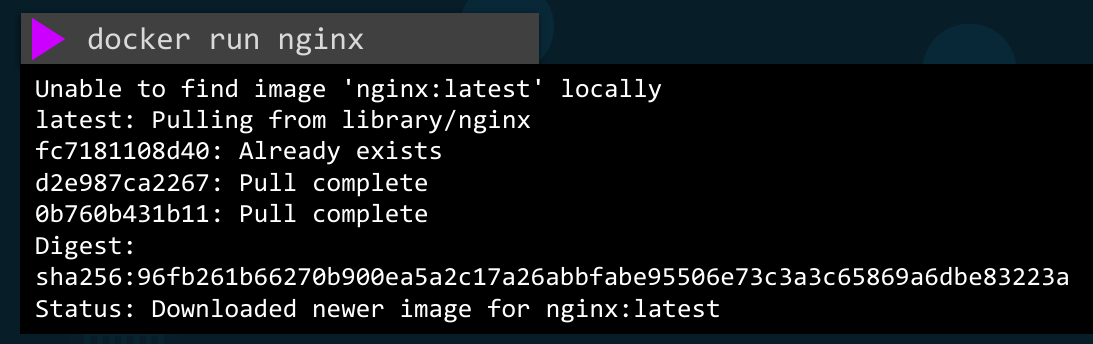 docker run nginx
Unable to find image 'nginx:latest' locally
latest: Pulling from library/nginx
fc7181108d40: Already exists
d2e987ca2267: Pull complete
0b760b431b11: Pull complete
Digest:
sha256:96fb261b66270b900ea5a2c17a26abbfabe95506e73c3a3c65869a6dbe83223a
Status: Downloaded newer image for nginx:latest